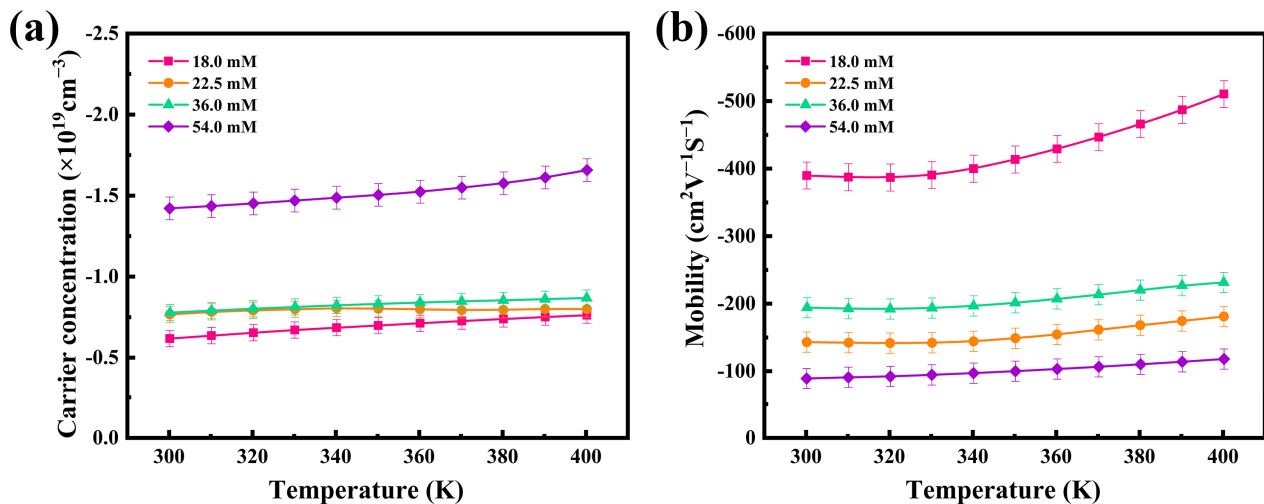 (a)
-2.5
-2.0
-1.5
-1.0
-0.5
0.0
Carrier concentration (×10¹⁹cm⁻³)
18.0 mM
22.5 mM
36.0 mM
54.0 mM
300
320
340
360
380
400
Temperature (K)
(b)
-600
-500
-400
-300
-200
-100
0
Mobility (cm²V⁻¹S⁻¹)
18.0 mM
22.5 mM
36.0 mM
54.0 mM
300
320
340
360
380
400
Temperature (K)